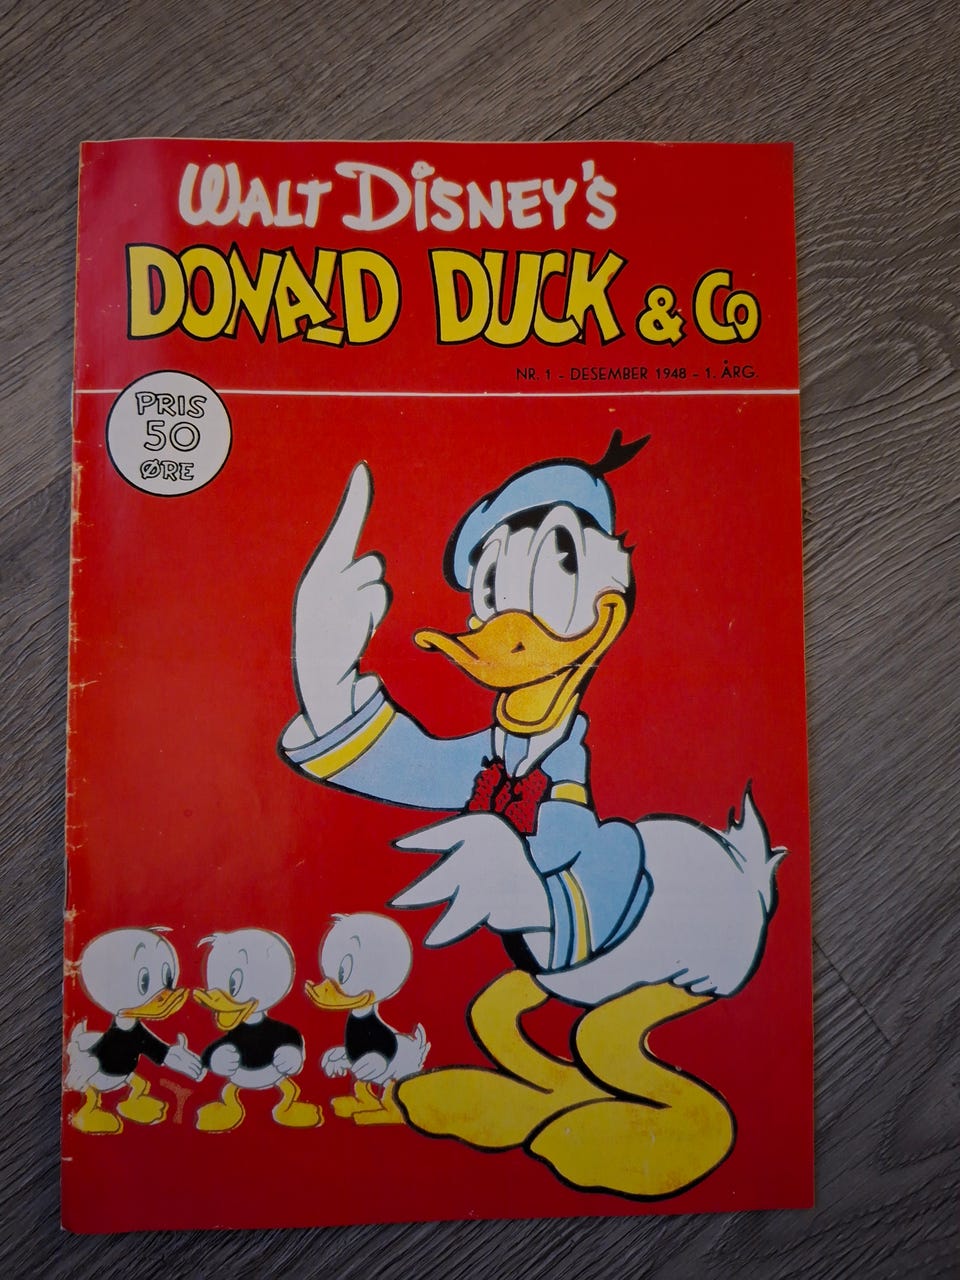 WALT DISNEY'S
DONALD DUCK & CO
NR. 1 - DESEMBER 1948 - 1. ÅRG.
PRIS
50
ØRE